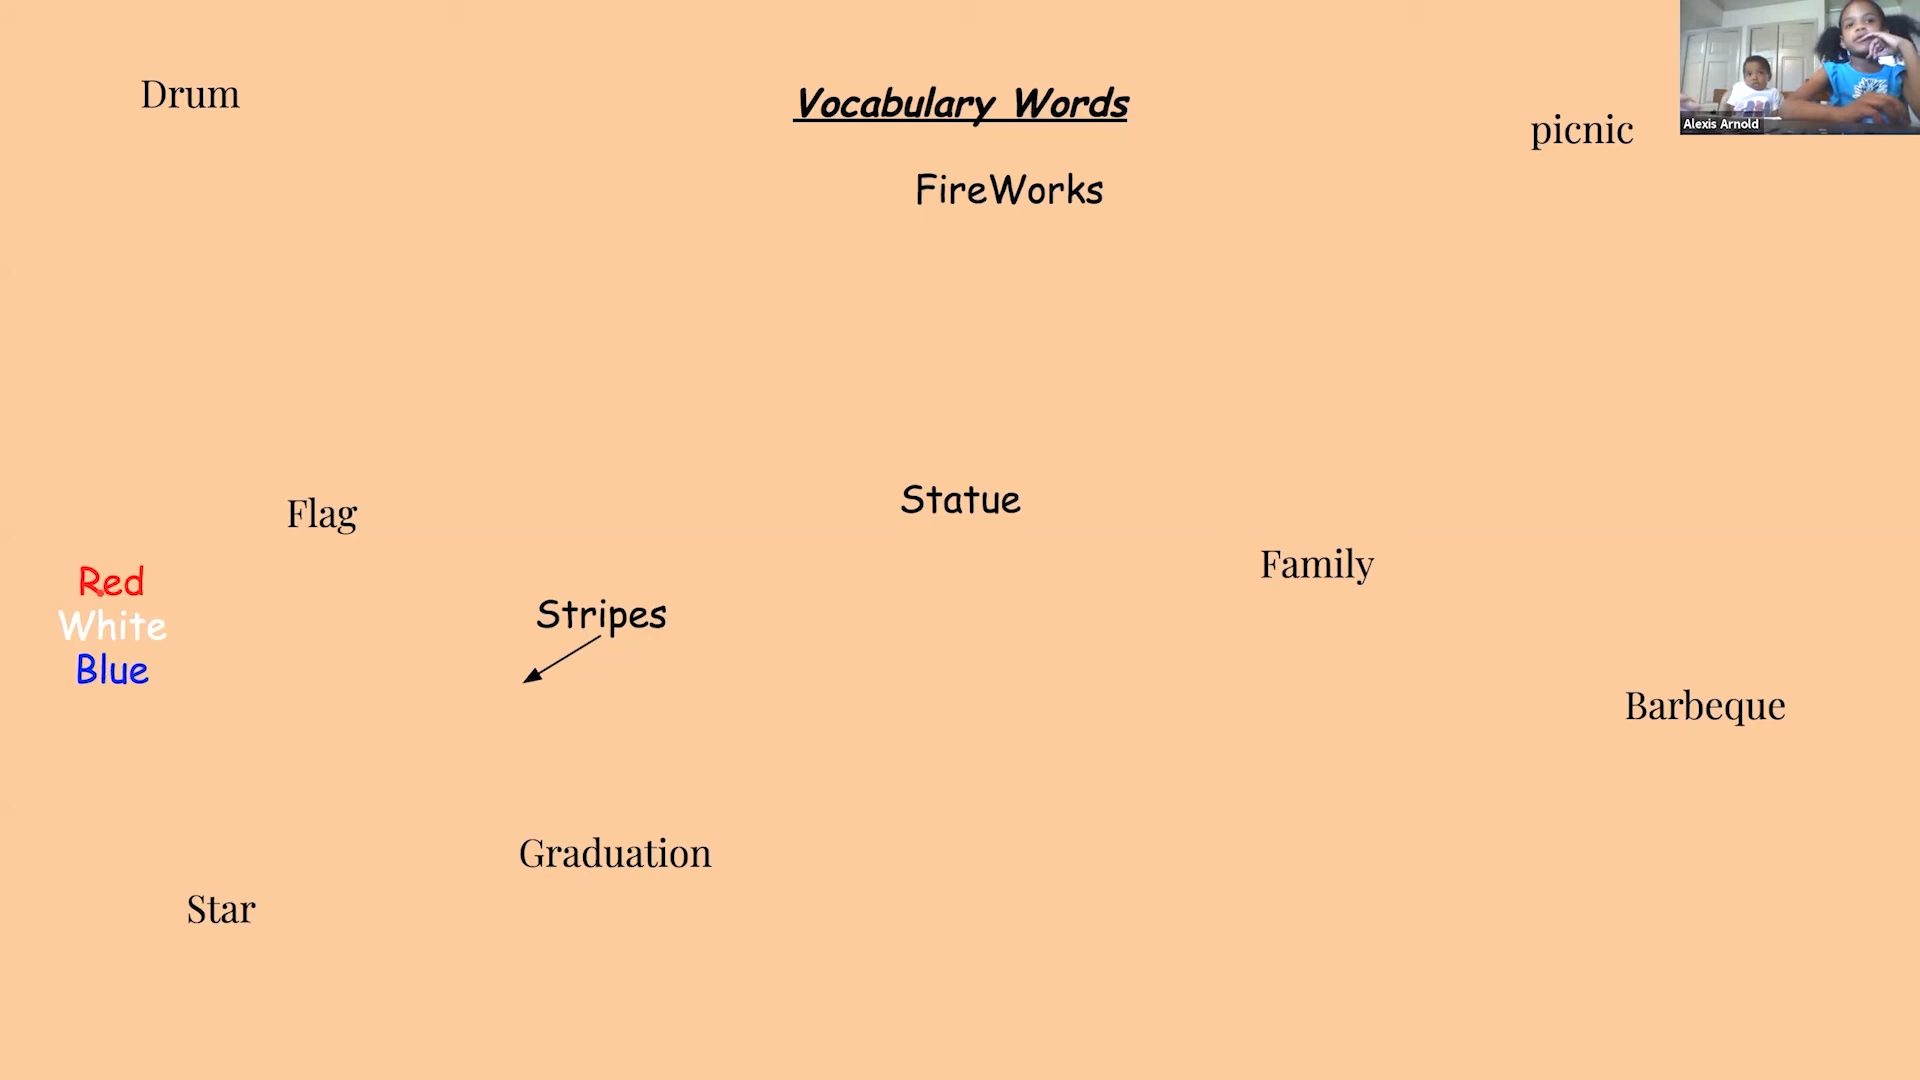 Drum
Vocabulary Words
picnic
Alexis Arnold
FireWorks
Flag
Statue
Family
Red
White
Blue
Stripes
Barbeque
Graduation
Star